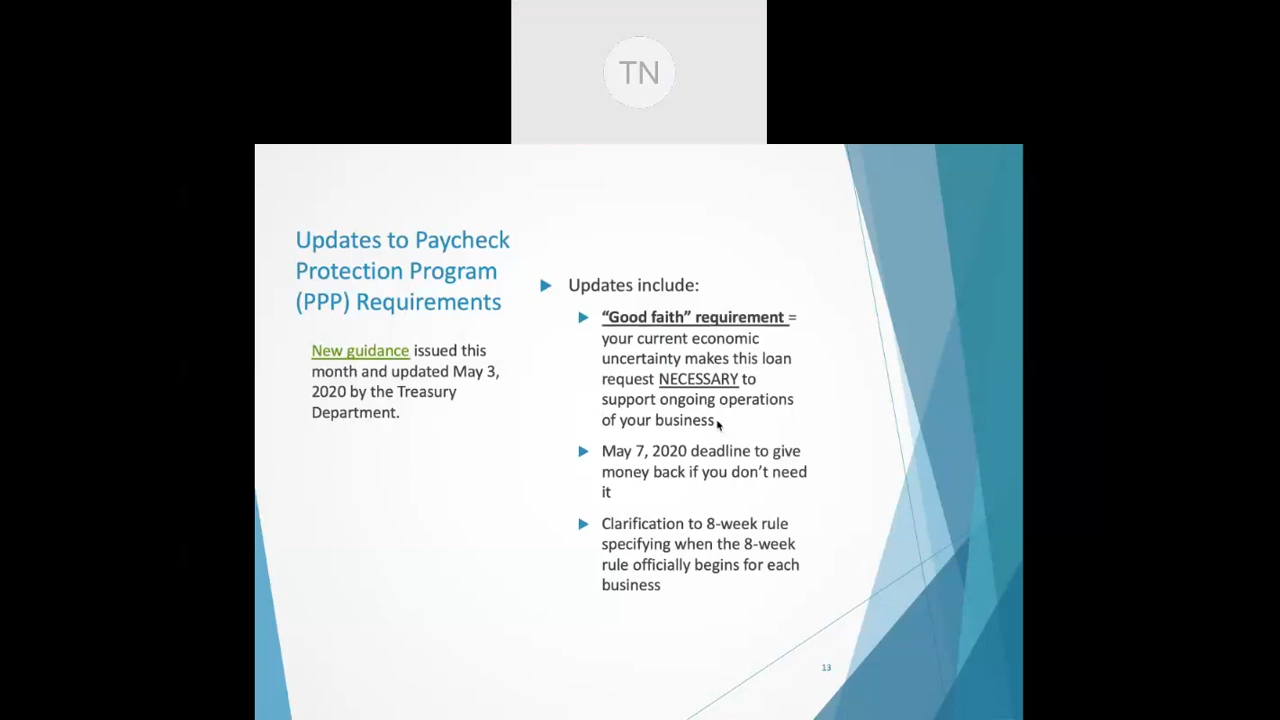 TN
Updates to Paycheck
Protection Program
(PPP) Requirements
New guidance issued this
month and updated May 3,
2020 by the Treasury
Department.
Updates include:
“Good faith” requirement =
your current economic
uncertainty makes this loan
request NECESSARY to
support ongoing operations
of your business
May 7, 2020 deadline to give
money back if you don’t need
it
Clarification to 8-week rule
specifying when the 8-week
rule officially begins for each
business
13